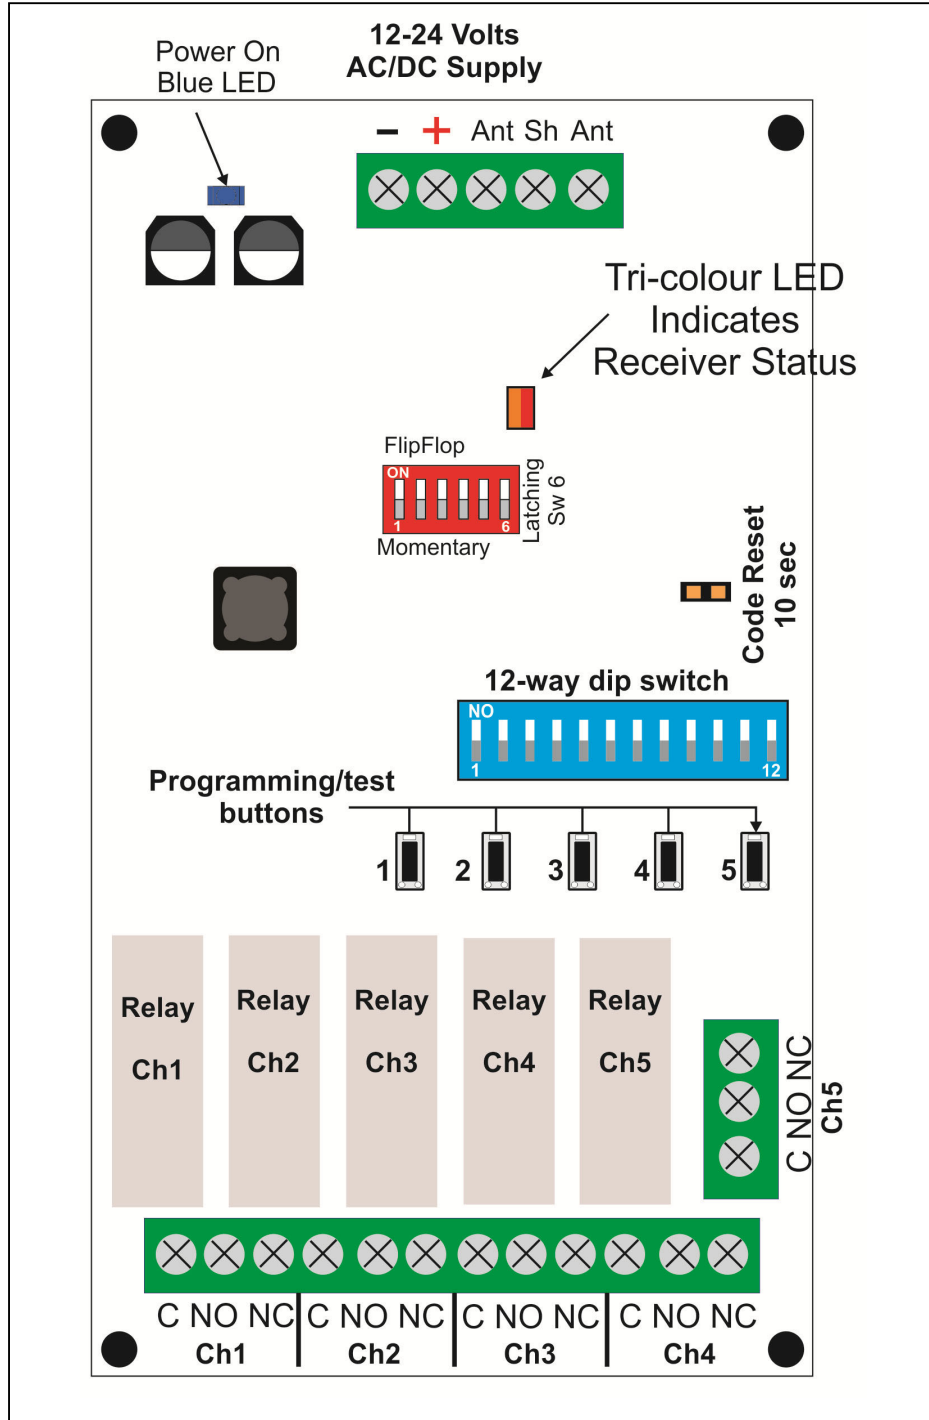 Power On
Blue LED
12-24 Volts
AC/DC Supply
- + Ant Sh Ant
Tri-colour LED
Indicates
Receiver Status
FlipFlop
ON
1 6
Momentary
Latching
Sw 6
Code Reset
10 sec
12-way dip switch
NO
1 12
Programming/test
buttons
1 2 3 4 5
Relay
Ch1
Relay
Ch2
Relay
Ch3
Relay
Ch4
Relay
Ch5
C NO NC
Ch5
C NO NC C NO NC C NO NC C NO NC
Ch1 Ch2 Ch3 Ch4